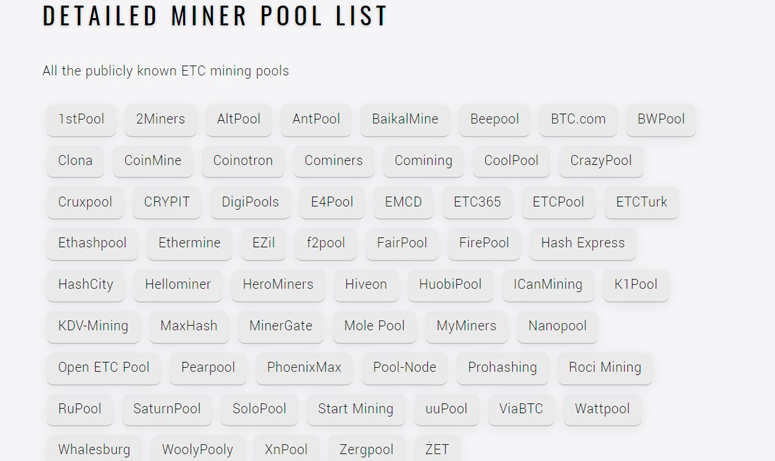 DETAILED MINER POOL LIST
All the publicly known ETC mining pools
1stPool 2Miners AltPool AntPool BaikalMine Beepool BTC.com BWPool
Clona CoinMine Coinotron Cominers Comining CoolPool CrazyPool
Cruxpool CRYPIT DigiPools E4Pool EMCD ETC365 ETCPool ETCTurk
Ethashpool Ethermine EZil f2pool FairPool FirePool Hash Express
HashCity Hellominer HeroMiners Hiveon HuobiPool ICanMining K1Pool
KDV-Mining MaxHash MinerGate Mole Pool MyMiners Nanopool
Open ETC Pool Pearpool PhoenixMax Pool-Node Prohashing Roci Mining
RuPool SaturnPool SoloPool Start Mining uuPool ViaBTC Wattpool
Whalesburg WoolyPooly XnPool Zergpool ZET